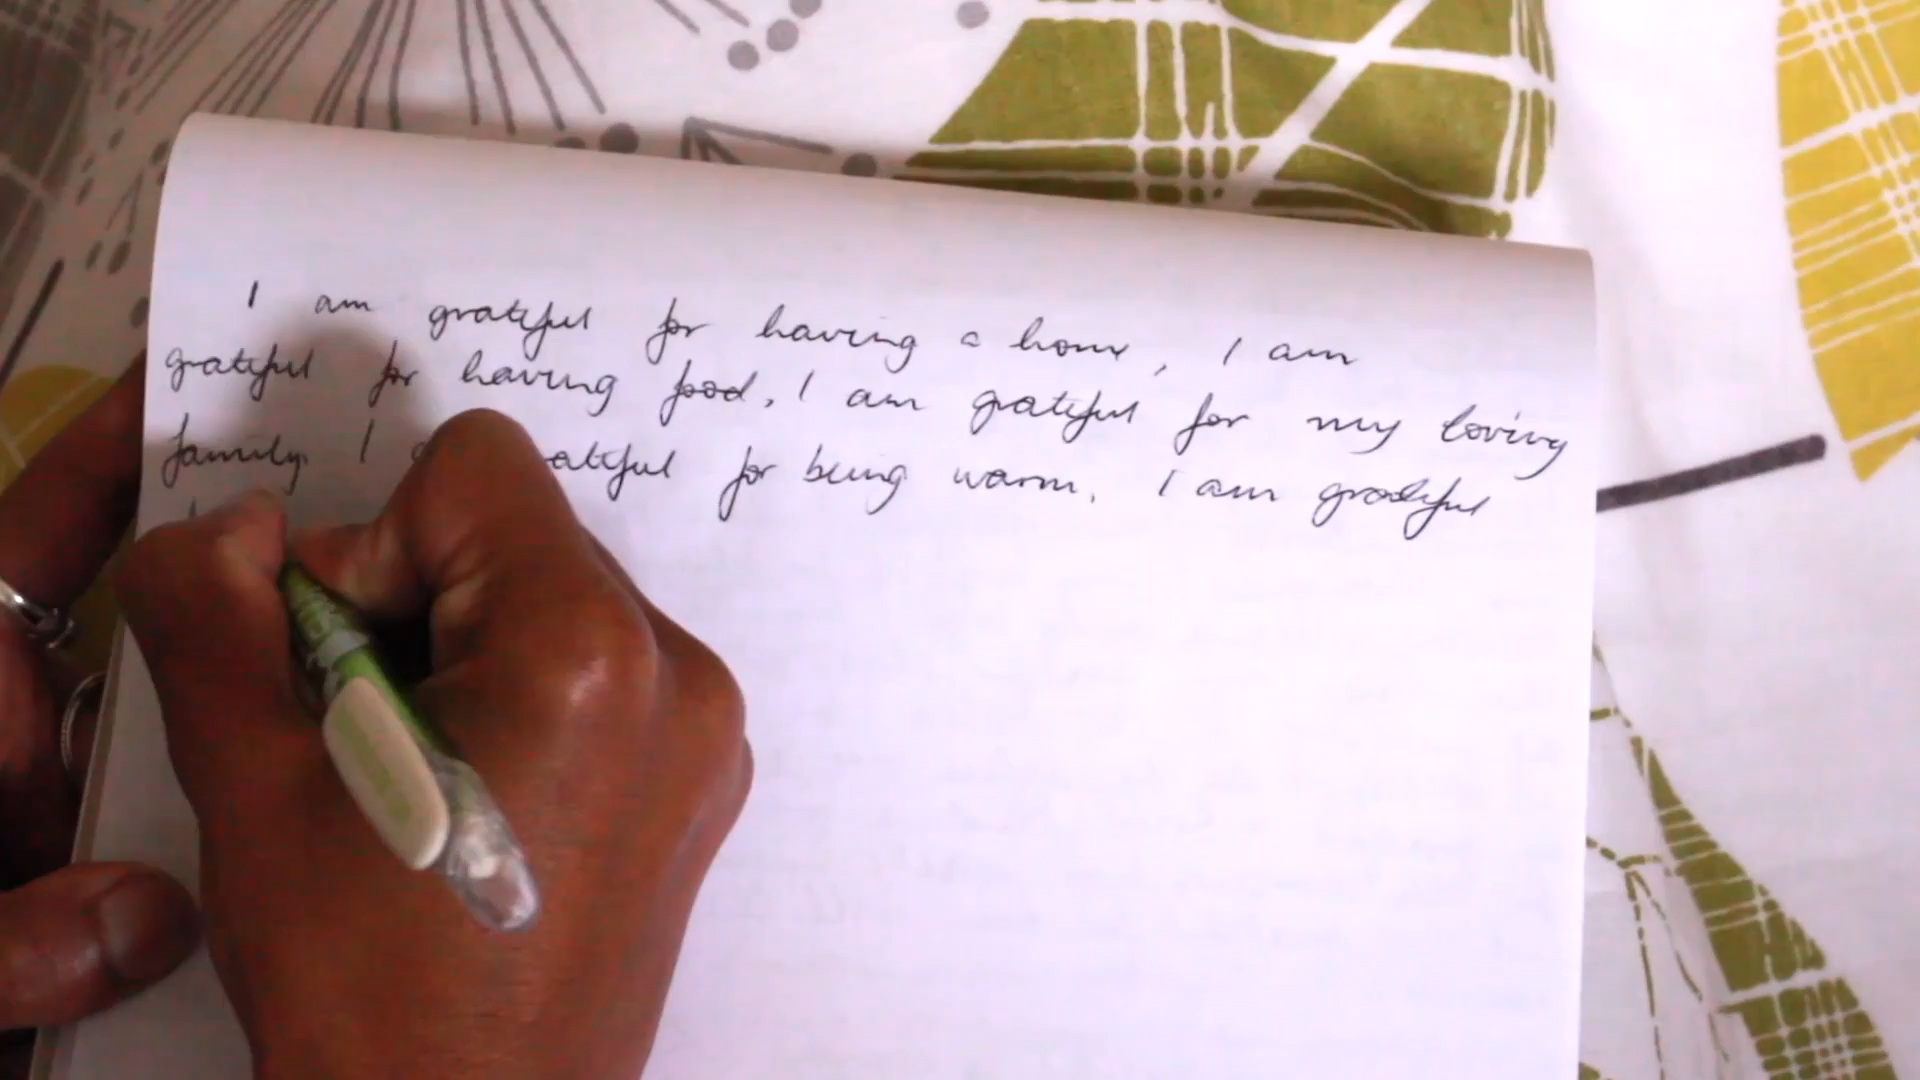 I am grateful for having a home, I am
grateful for having food, I am grateful for my loving
family. I grateful for being warm. I am grateful